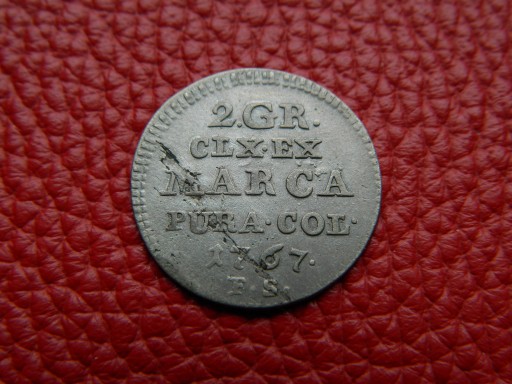 2.GR.
CLX·EX
MARCA
PURA·COL·
1767.
F.S.